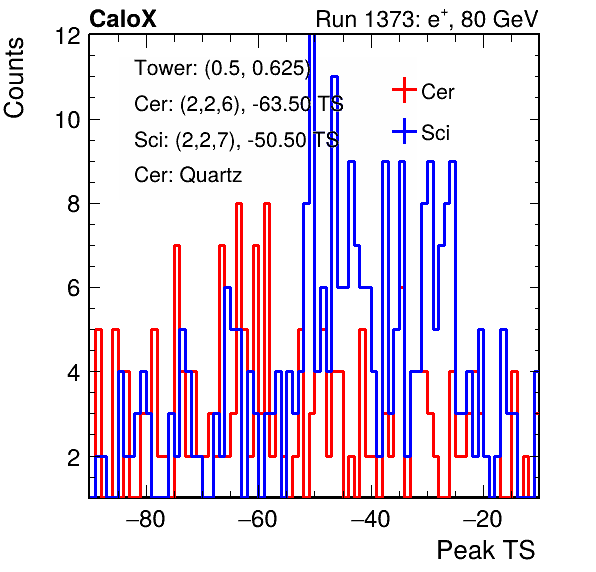 CaloX Run 1373: e⁺, 80 GeV
Counts
12
10
8
6
4
2
Tower: (0.5, 0.625)
Cer: (2,2,6), -63.50 TS
Sci: (2,2,7), -50.50 TS
Cer: Quartz
Cer
Sci
−80 −60 −40 −20
Peak TS